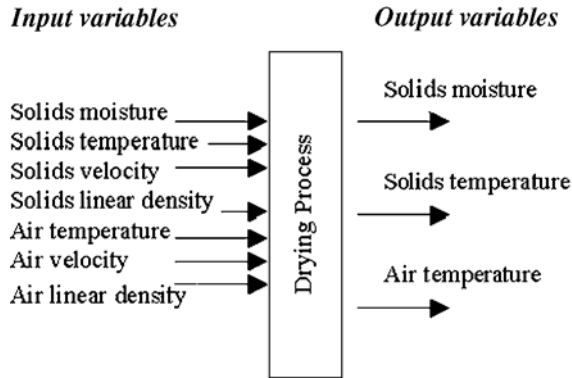 Input variables
Output variables
Solids moisture
Solids temperature
Solids velocity
Solids linear density
Air temperature
Air velocity
Air linear density
Drying Process
Solids moisture
Solids temperature
Air temperature